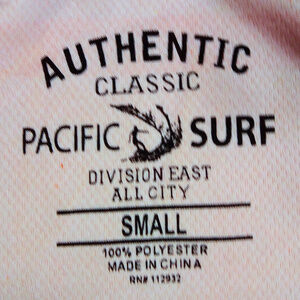 AUTHENTIC
CLASSIC
PACIFIC SURF
DIVISION EAST
ALL CITY
SMALL
100% POLYESTER
MADE IN CHINA
RN# 112932